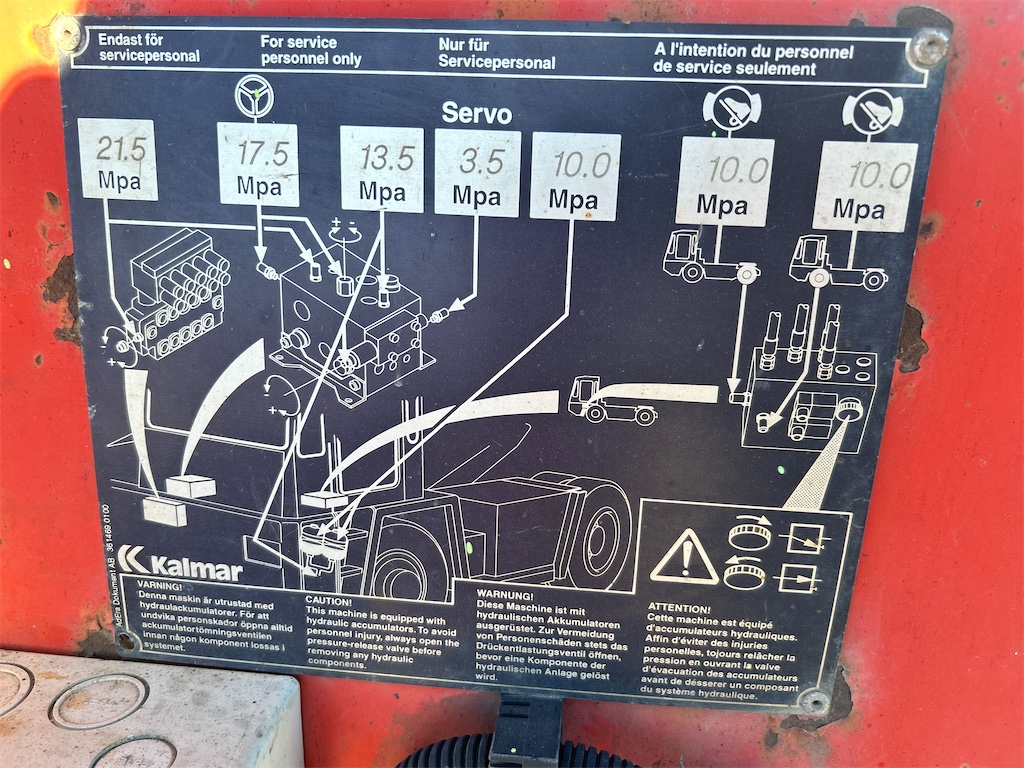 Endast för
servicepersonal
For service
personnel only
Nur für
Servicepersonal
A l'intention du personnel
de service seulement
Servo
21.5
Mpa
17.5
Mpa
13.5
Mpa
3.5
Mpa
10.0
Mpa
10.0
Mpa
10.0
Mpa
+ -
- +
-
+
Kalmar
VARNING!
Denna maskin är utrustad med
hydraulackumulatorer. För att
undvika personskador öppna alltid
ackumulatortömningsventilen
innan någon komponent lossas i
systemet.
CAUTION!
This machine is equipped with
hydraulic accumulators. To avoid
personnel injury, always open the
pressure-relase valve before
removing any hydraulic
components.
WARNUNG!
Diese Maschine ist mit
hydraulischen Akkumulatoren
ausgerüstet. Zur Vermeidung
von Personenschäden stets das
Drückentlastungsventil öffnen,
bevor eine Komponente der
hydraulischen Anlage gelöst
wird.
ATTENTION!
Cette machine est équipé
d'accumulateurs hydrauliques.
Affin d'éviter des injuries
personelles, tojours relâcher la
pression en ouvrant la valve
d'évacuation des accumulateurs
avant de désserer un composant
du système hydraulique.
AB 361469 0100